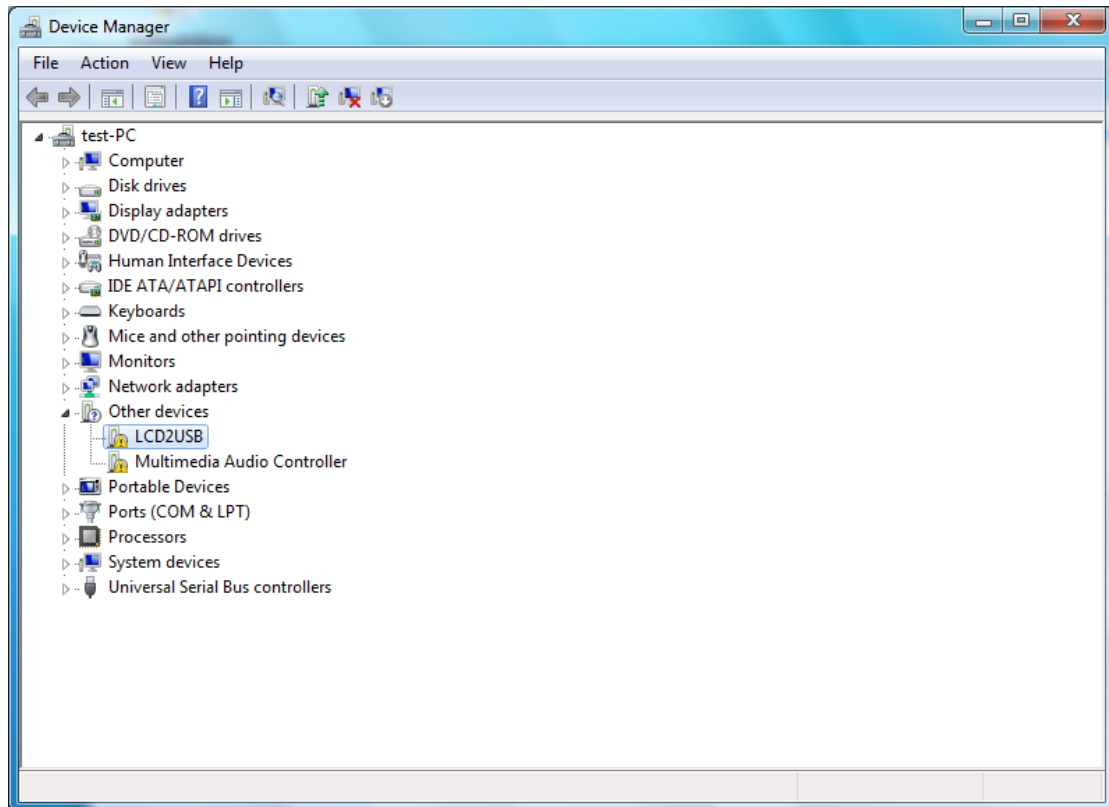 Device Manager
File Action View Help
test-PC
Computer
Disk drives
Display adapters
DVD/CD-ROM drives
Human Interface Devices
IDE ATA/ATAPI controllers
Keyboards
Mice and other pointing devices
Monitors
Network adapters
Other devices
LCD2USB
Multimedia Audio Controller
Portable Devices
Ports (COM & LPT)
Processors
System devices
Universal Serial Bus controllers